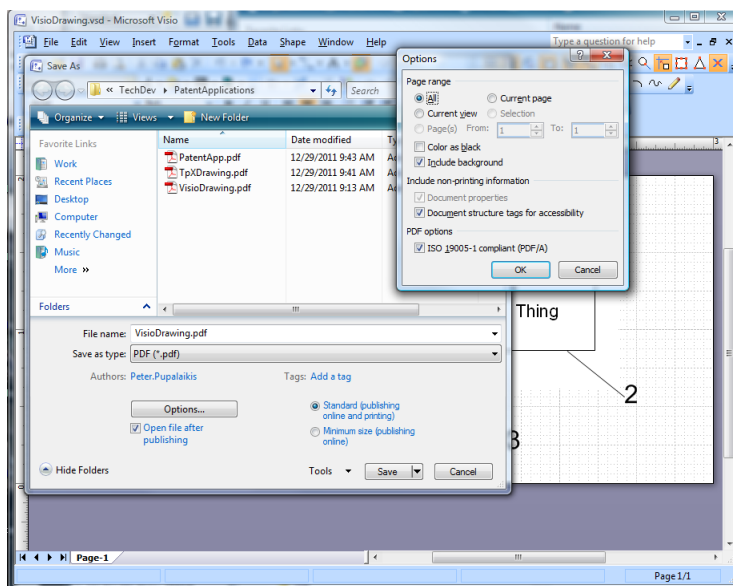 VisioDrawing.vsd - Microsoft Visio
File Edit View Insert Format Tools Data Shape Window Help
Type a question for help
Save As
« TechDev ▸ PatentApplications
Search
Organize Views New Folder
Favorite Links
Work
Recent Places
Desktop
Computer
Recently Changed
Music
More »
Folders
Name Date modified
PatentApp.pdf 12/29/2011 9:43 AM
TpXDrawing.pdf 12/29/2011 9:41 AM
VisioDrawing.pdf 12/29/2011 9:13 AM
File name: VisioDrawing.pdf
Save as type: PDF (*.pdf)
Authors: Peter.Pupalaikis Tags: Add a tag
Options...
Open file after
publishing
Standard (publishing
online and printing)
Minimum size (publishing
online)
Hide Folders
Tools Save Cancel
Options
Page range
All Current page
Current view Selection
Page(s) From: 1 To: 1
Color as black
Include background
Include non-printing information
Document properties
Document structure tags for accessibility
PDF options
ISO 19005-1 compliant (PDF/A)
OK Cancel
Thing
2
3
Page-1
Page 1/1